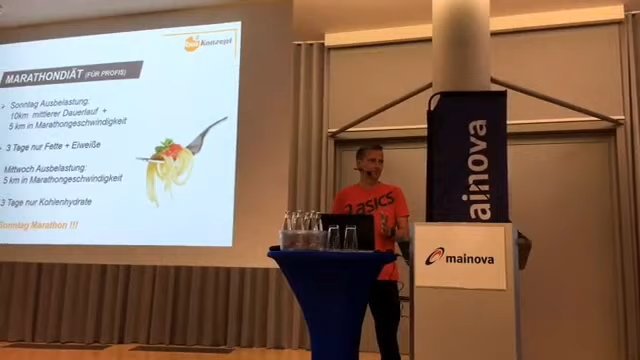 Konzept
MARATHONDIÄT (FÜR PROFIS)
Sonntag Ausbelastung:
10km mittlerer Dauerlauf +
5 km in Marathongeschwindigkeit
3 Tage nur Fette + Eiweiße
Mittwoch Ausbelastung:
5 km in Marathongeschwindigkeit)
3 Tage nur Kohlenhydrate
Sonntag Marathon !!!
asics
mainova
mainova